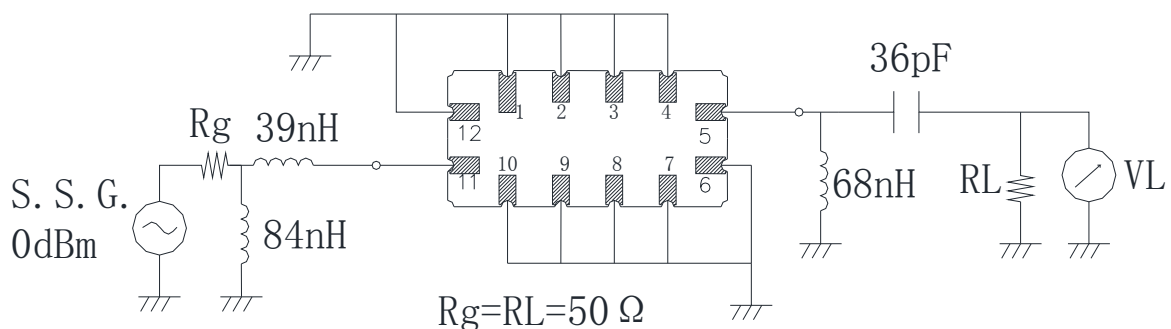 36pF
1 2 3 4
12 5
Rg 39nH
10 9 8 7
11 6
S.S.G.
0dBm
84nH
68nH
RL
VL
Rg=RL=50Ω